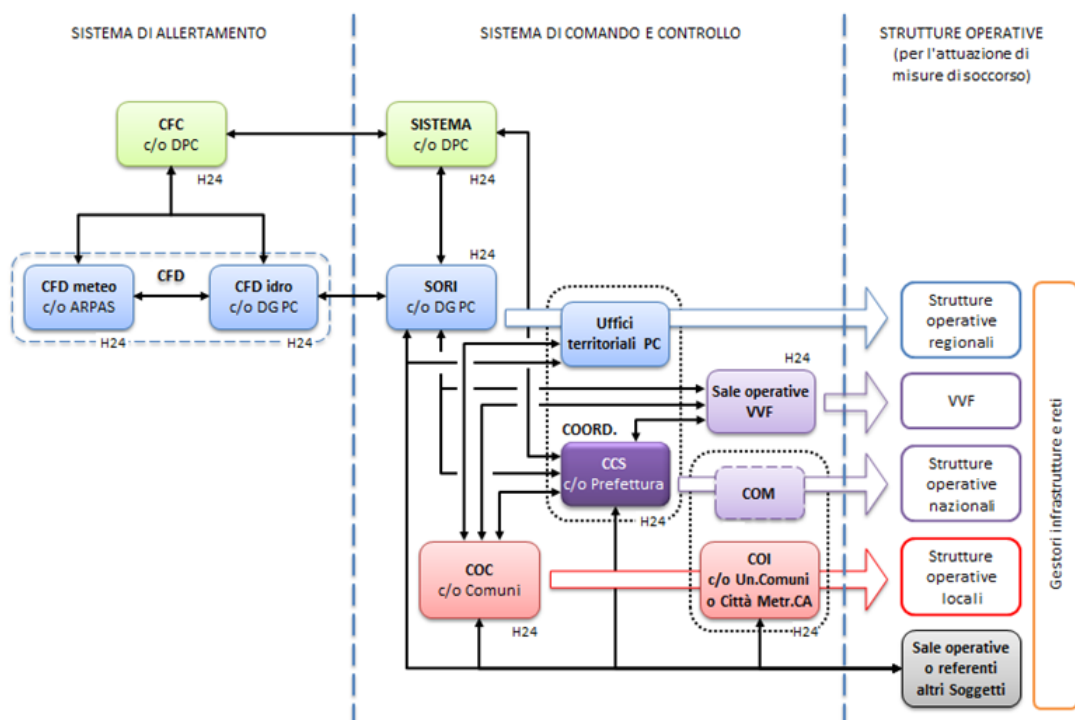 SISTEMA DI ALLERTAMENTO
SISTEMA DI COMANDO E CONTROLLO
STRUTTURE OPERATIVE
(per l'attuazione di
misure di soccorso)
CFC
c/o DPC
H24
SISTEMA
c/o DPC
H24
H24
CFD
CFD meteo
c/o ARPAS
H24
CFD idro
c/o DG PC
H24
SORI
c/o DG PC
Uffici
territoriali PC
Strutture
operative
regionali
H24
Sale operative
VVF
VVF
COORD.
CCS
c/o Prefettura
H24
COM
Strutture
operative
nazionali
COC
c/o Comuni
H24
COI
c/o Un.Comuni
o Città Metr.CA
H24
Strutture
operative
locali
Sale operative
o referenti
altri Soggetti
Gestori infrastrutture e reti